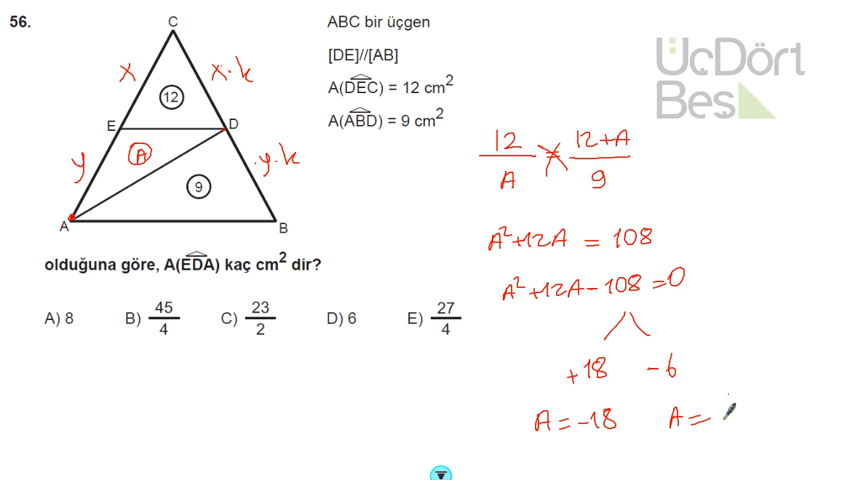 56.
ABC bir üçgen
[DE]//[AB]
A(DEC) = 12 cm²
A(ABD) = 9 cm²
ÜçDört
Beş
C
x
x.k
12
E
D
y
A
y.k
9
A
B
12/A = 12+A/9
A²+12A = 108
A²+12A-108=0
+18 -6
A=-18 A=
olduğuna göre, A(EDA) kaç cm² dir?
A) 8 B) 45/4 C) 23/2 D) 6 E) 27/4